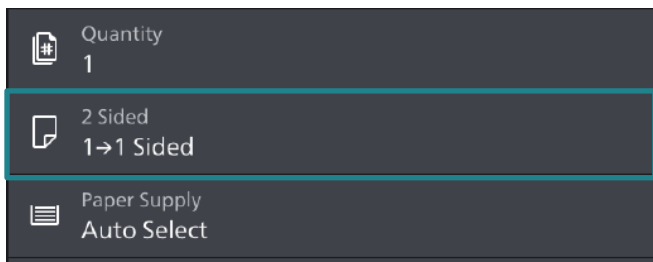 Quantity
1
2 Sided
1→1 Sided
Paper Supply
Auto Select